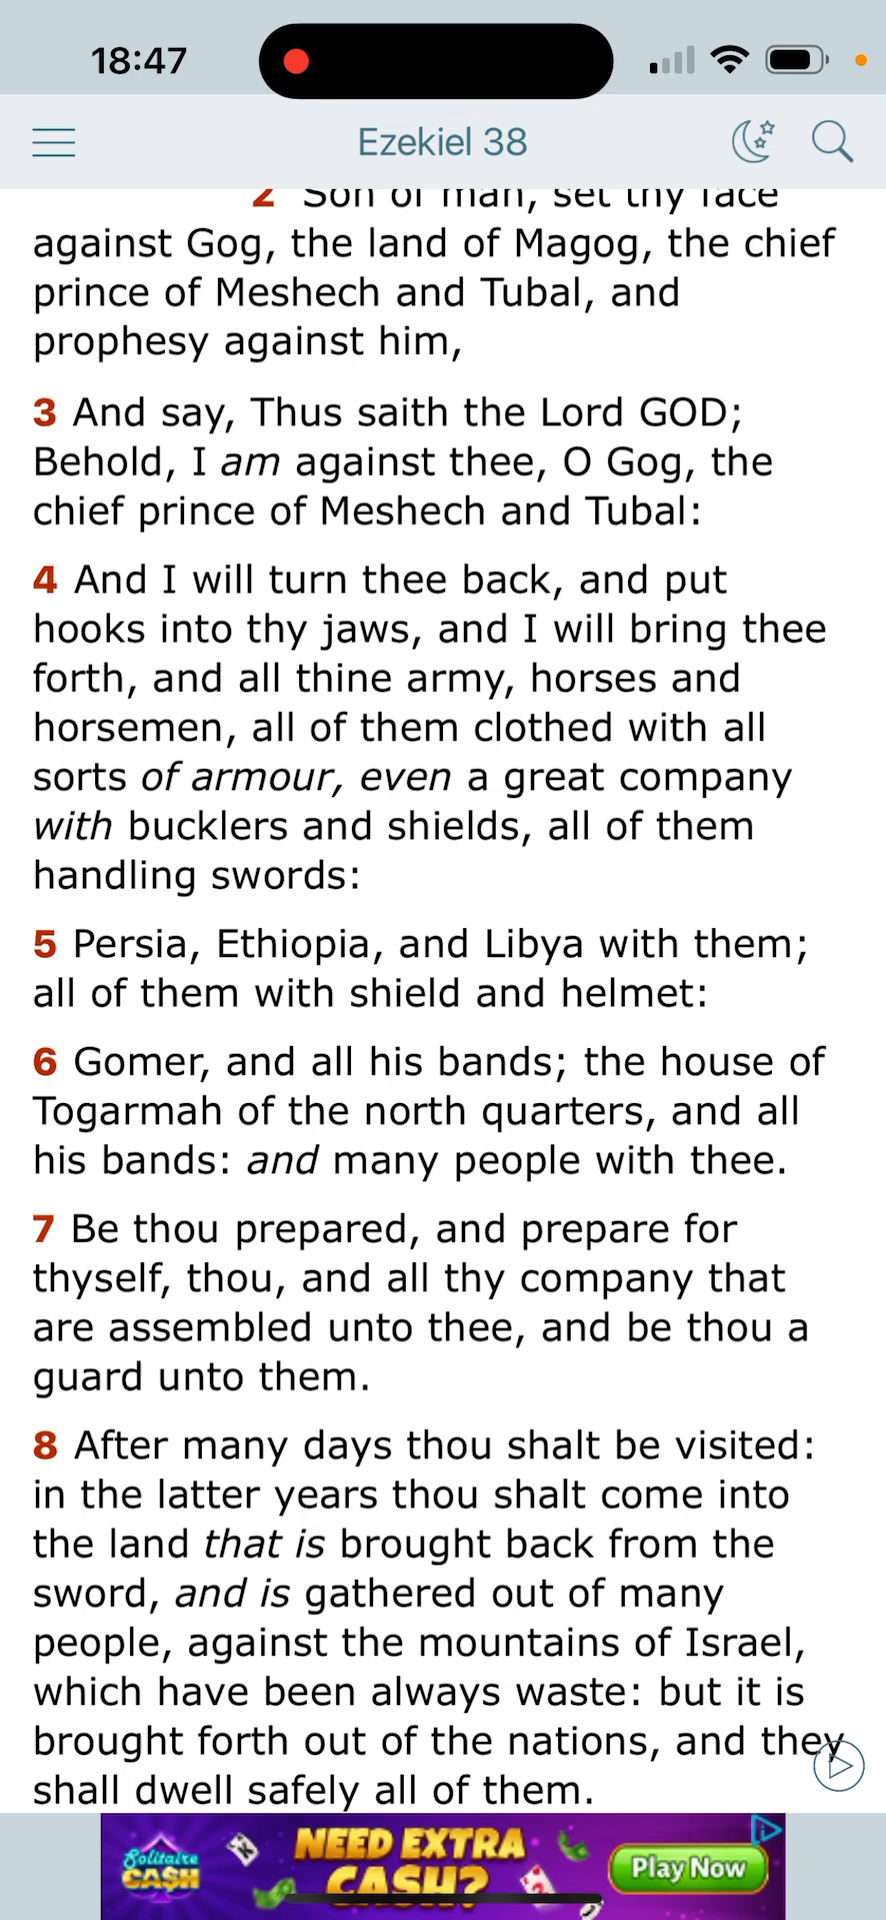 18:47
Ezekiel 38
2 Son of man, set thy face
against Gog, the land of Magog, the chief
prince of Meshech and Tubal, and
prophesy against him,
3 And say, Thus saith the Lord GOD;
Behold, I am against thee, O Gog, the
chief prince of Meshech and Tubal:
4 And I will turn thee back, and put
hooks into thy jaws, and I will bring thee
forth, and all thine army, horses and
horsemen, all of them clothed with all
sorts of armour, even a great company
with bucklers and shields, all of them
handling swords:
5 Persia, Ethiopia, and Libya with them;
all of them with shield and helmet:
6 Gomer, and all his bands; the house of
Togarmah of the north quarters, and all
his bands: and many people with thee.
7 Be thou prepared, and prepare for
thyself, thou, and all thy company that
are assembled unto thee, and be thou a
guard unto them.
8 After many days thou shalt be visited:
in the latter years thou shalt come into
the land that is brought back from the
sword, and is gathered out of many
people, against the mountains of Israel,
which have been always waste: but it is
brought forth out of the nations, and they
shall dwell safely all of them.
Solitaire
CASH
NEED EXTRA
CASH?
Play Now